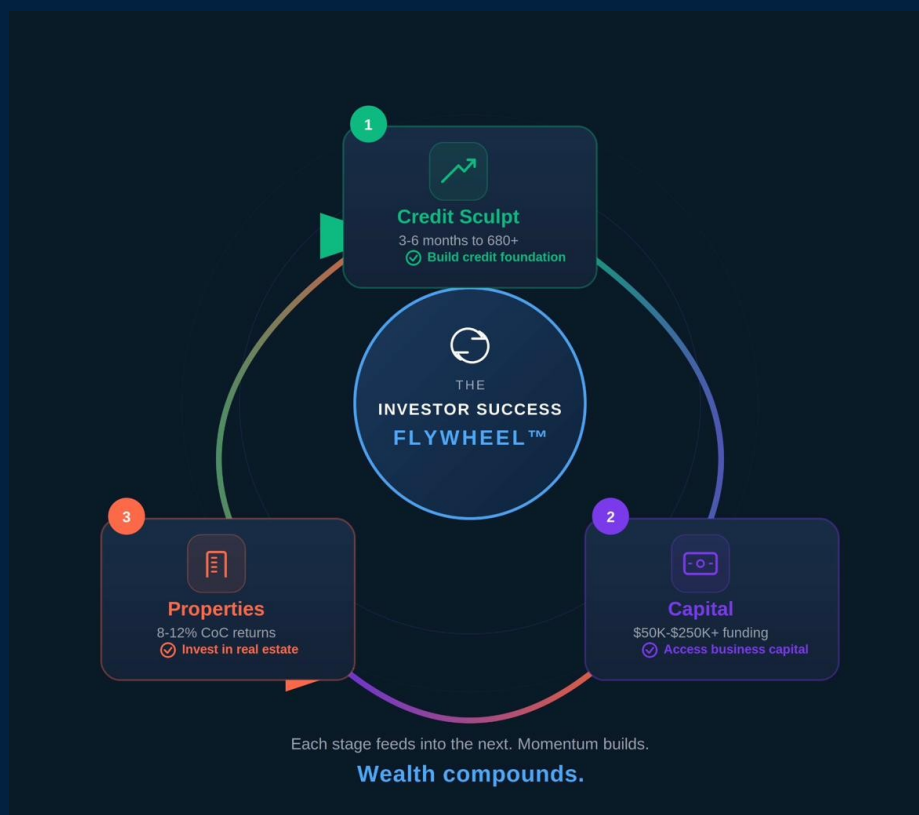 1
Credit Sculpt
3-6 months to 680+
Build credit foundation
THE
INVESTOR SUCCESS
FLYWHEEL™
3
Properties
8-12% CoC returns
Invest in real estate
2
Capital
$50K-$250K+ funding
Access business capital
Each stage feeds into the next. Momentum builds.
Wealth compounds.